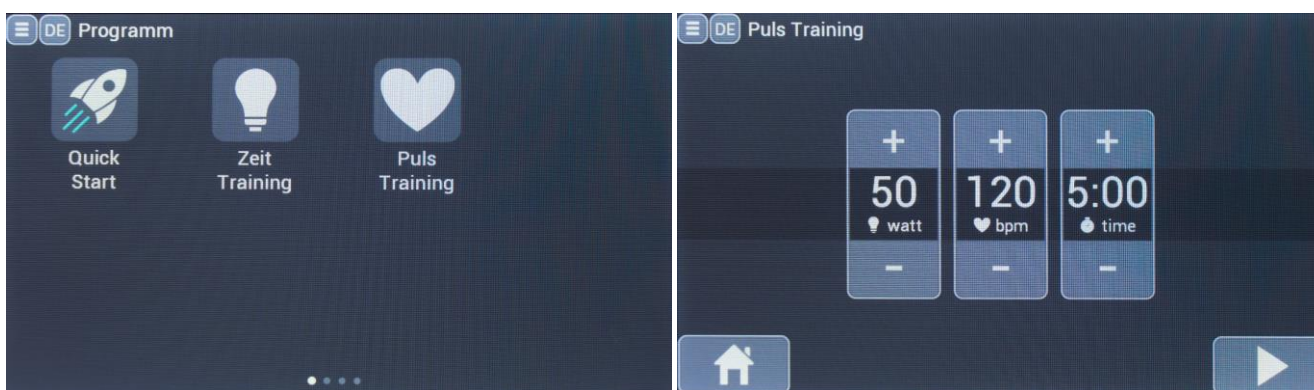 DE Programm
Quick
Start
Zeit
Training
Puls
Training
DE Puls Training
+ + +
50 120 5:00
watt bpm time
- - -